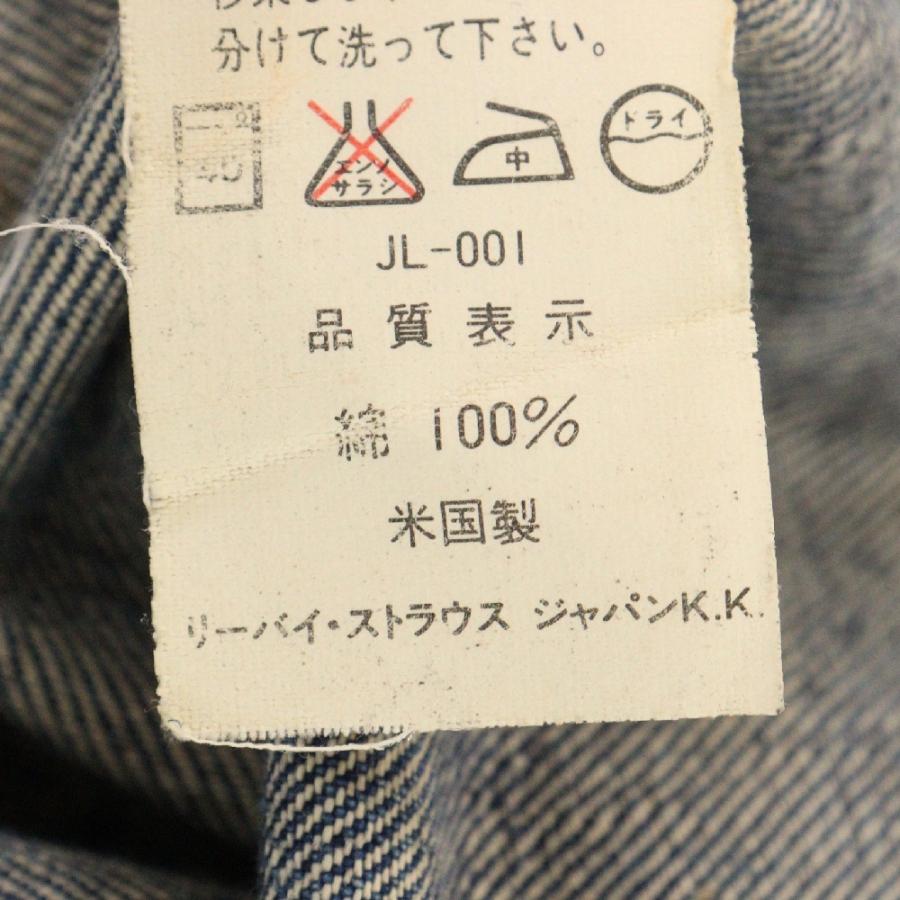 分けて洗って下さい。
40
エンソ
サラシ
中
ドライ
JL-001
品質表示
綿 100%
米国製
リーバイ・ストラウス ジャパンK.K.